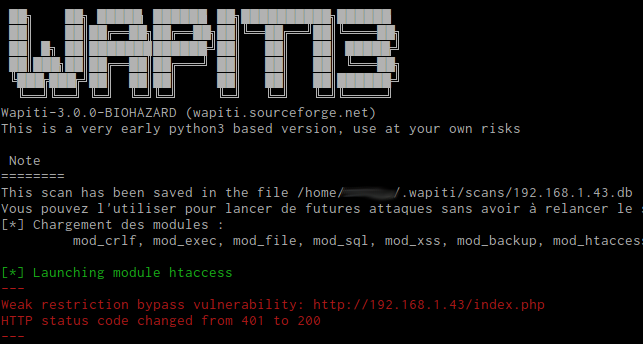 WAPITI3
Wapiti-3.0.0-BIOHAZARD (wapiti.sourceforge.net)
This is a very early python3 based version, use at your own risks
Note
========
This scan has been saved in the file /home/ /.wapiti/scans/192.168.1.43.db
Vous pouvez l'utiliser pour lancer de futures attaques sans avoir à relancer le
[*] Chargement des modules :
mod_crlf, mod_exec, mod_file, mod_sql, mod_xss, mod_backup, mod_htaccess
[*] Launching module htaccess
---
Weak restriction bypass vulnerability: http://192.168.1.43/index.php
HTTP status code changed from 401 to 200
---